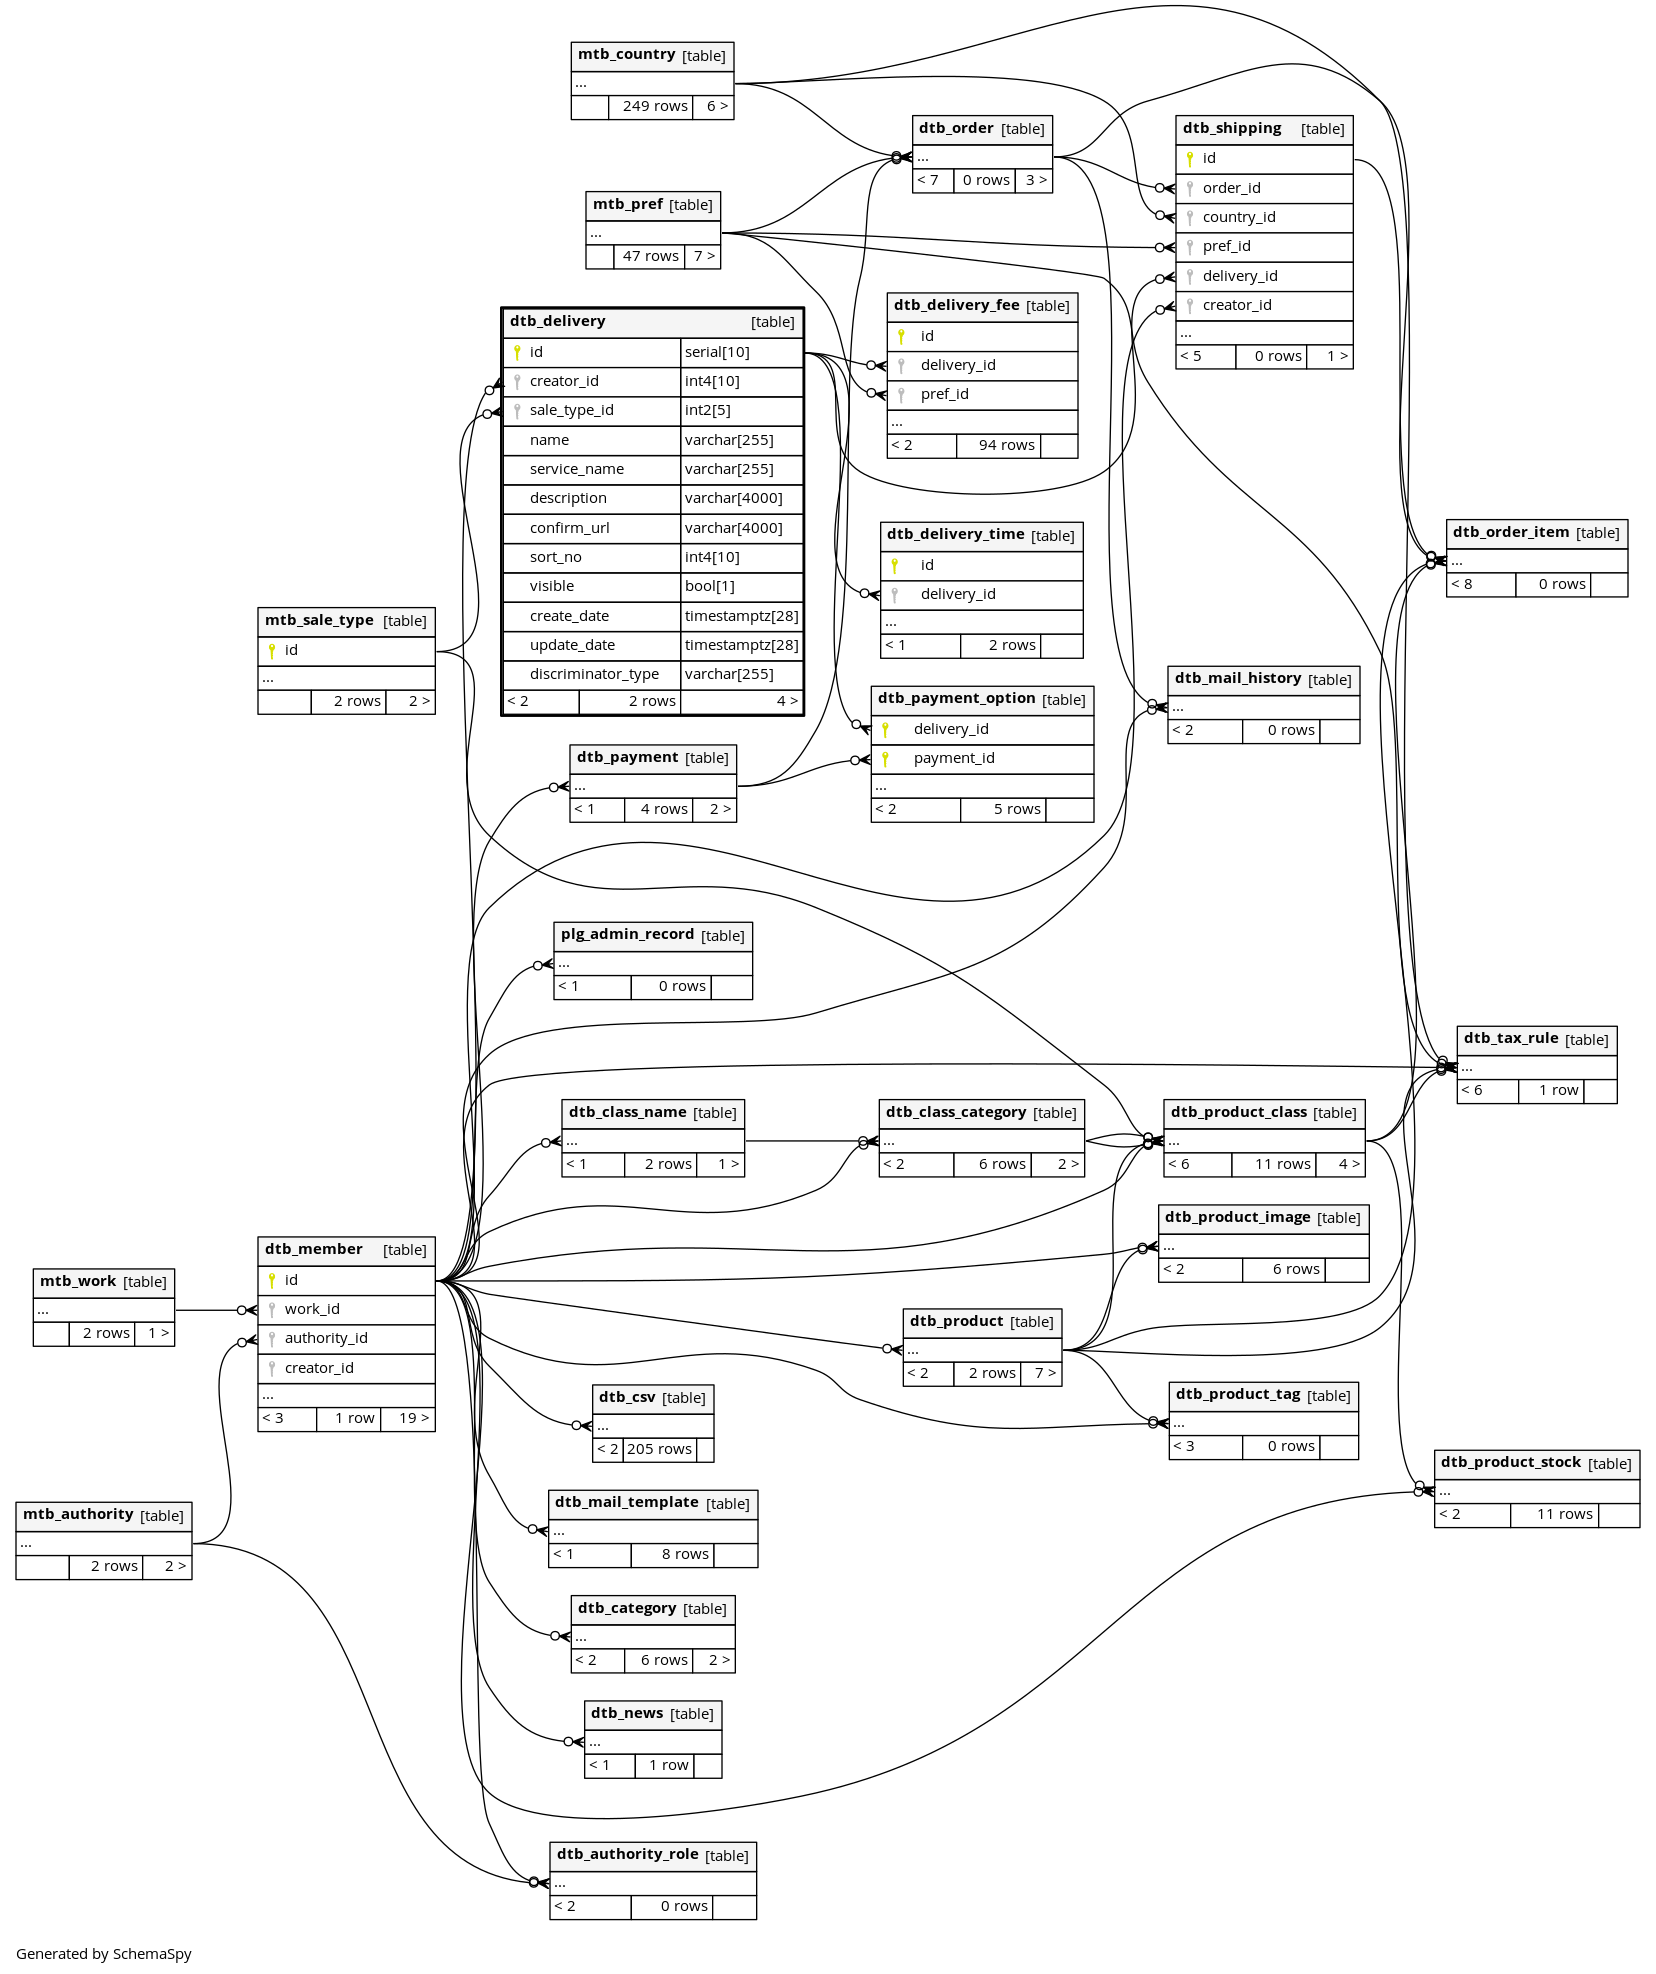 mtb_country [table]
...
249 rows 6 >
dtb_order [table]
...
< 7 0 rows 3 >
dtb_shipping [table]
id
order_id
country_id
pref_id
delivery_id
creator_id
...
< 5 0 rows 1 >
mtb_pref [table]
...
47 rows 7 >
dtb_delivery [table]
id serial[10]
creator_id int4[10]
sale_type_id int2[5]
name varchar[255]
service_name varchar[255]
description varchar[4000]
confirm_url varchar[4000]
sort_no int4[10]
visible bool[1]
create_date timestamptz[28]
update_date timestamptz[28]
discriminator_type varchar[255]
< 2 2 rows 4 >
dtb_delivery_fee [table]
id
delivery_id
pref_id
...
< 2 94 rows
dtb_delivery_time [table]
id
delivery_id
...
< 1 2 rows
dtb_order_item [table]
...
< 8 0 rows
mtb_sale_type [table]
id
...
2 rows 2 >
dtb_payment_option [table]
delivery_id
payment_id
...
< 2 5 rows
dtb_mail_history [table]
...
< 2 0 rows
dtb_payment [table]
...
< 1 4 rows 2 >
plg_admin_record [table]
...
< 1 0 rows
dtb_tax_rule [table]
...
< 6 1 row
dtb_class_name [table]
...
< 1 2 rows 1 >
dtb_class_category [table]
...
< 2 6 rows 2 >
dtb_product_class [table]
...
< 6 11 rows 4 >
dtb_product_image [table]
...
< 2 6 rows
dtb_member [table]
id
work_id
authority_id
creator_id
...
< 3 1 row 19 >
mtb_work [table]
...
2 rows 1 >
dtb_product [table]
...
< 2 2 rows 7 >
dtb_csv [table]
...
< 2 205 rows
dtb_product_tag [table]
...
< 3 0 rows
dtb_product_stock [table]
...
< 2 11 rows
dtb_mail_template [table]
...
< 1 8 rows
mtb_authority [table]
...
2 rows 2 >
dtb_category [table]
...
< 2 6 rows 2 >
dtb_news [table]
...
< 1 1 row
dtb_authority_role [table]
...
< 2 0 rows
Generated by SchemaSpy